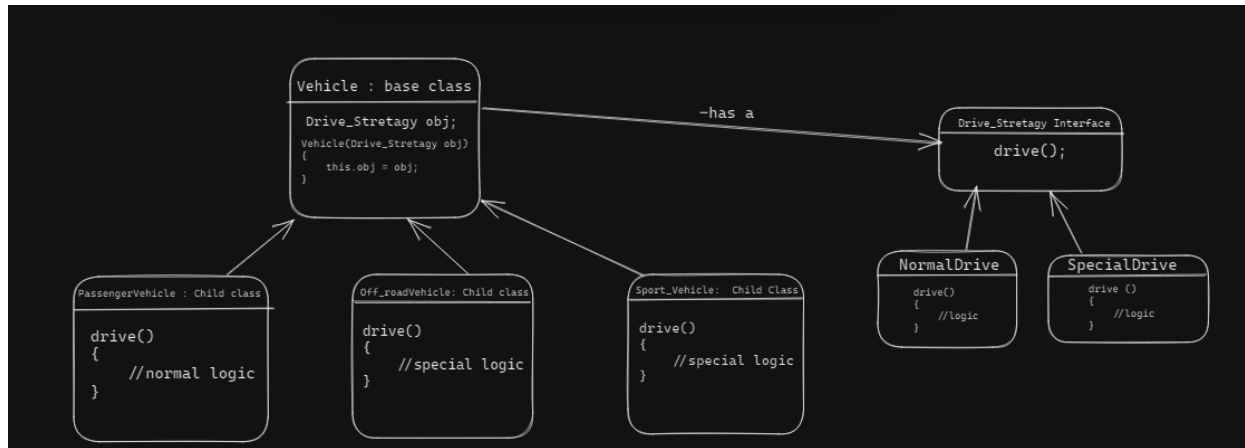 Vehicle : base class
Drive_Stretagy obj;
Vehicle(Drive_Stretagy obj)
{
this.obj = obj;
}
-has a
Drive_Stretagy Interface
drive();
PassengerVehicle : Child class
drive()
{
//normal logic
}
Off_roadVehicle: Child class
drive()
{
//special logic
}
Sport_Vehicle: Child Class
drive()
{
//special logic
}
NormalDrive
drive()
{
//logic
}
SpecialDrive
drive ()
{
//logic
}